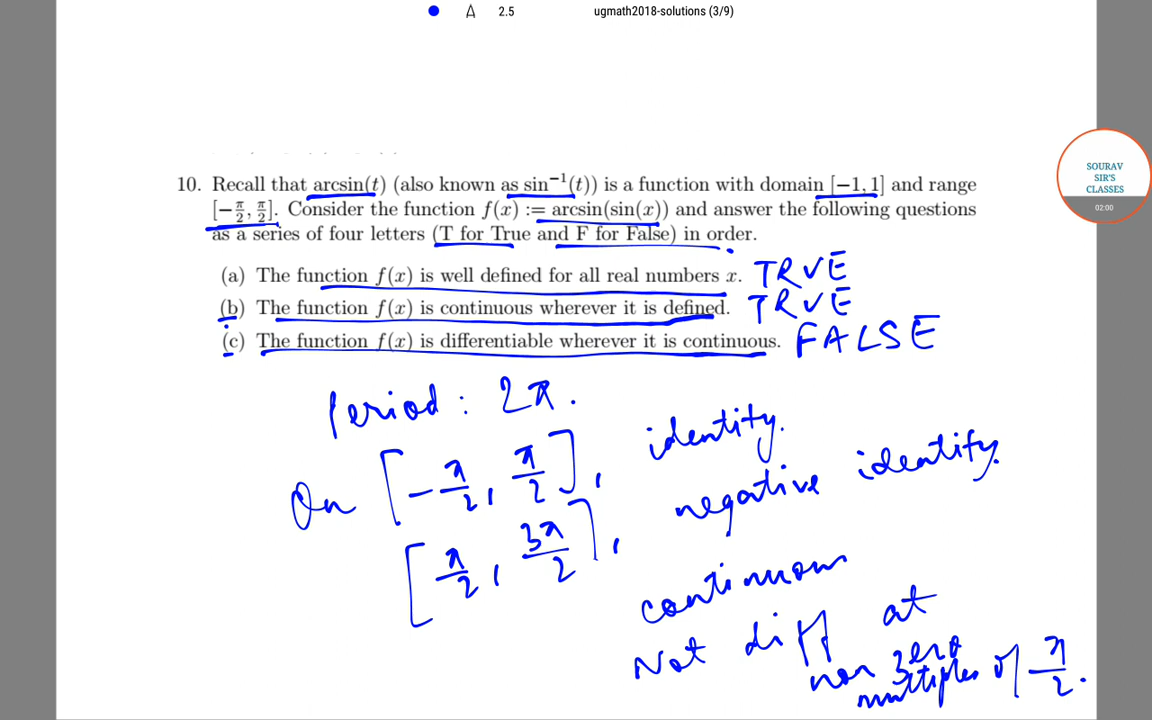 2.5 ugmath2018-solutions (3/9)
10. Recall that arcsin(t) (also known as sin⁻¹(t)) is a function with domain [−1, 1] and range
[−π/2, π/2]. Consider the function f(x) := arcsin(sin(x)) and answer the following questions
as a series of four letters (T for True and F for False) in order.
(a) The function f(x) is well defined for all real numbers x. TRUE
(b) The function f(x) is continuous wherever it is defined. TRUE
(c) The function f(x) is differentiable wherever it is continuous. FALSE
SOURAV
SIR'S
CLASSES
02:00
Period : 2π.
On [−π/2, π/2], identity.
[π/2, 3π/2], negative identity.
continuous
Not diff at
non zero
multiples of π/2.